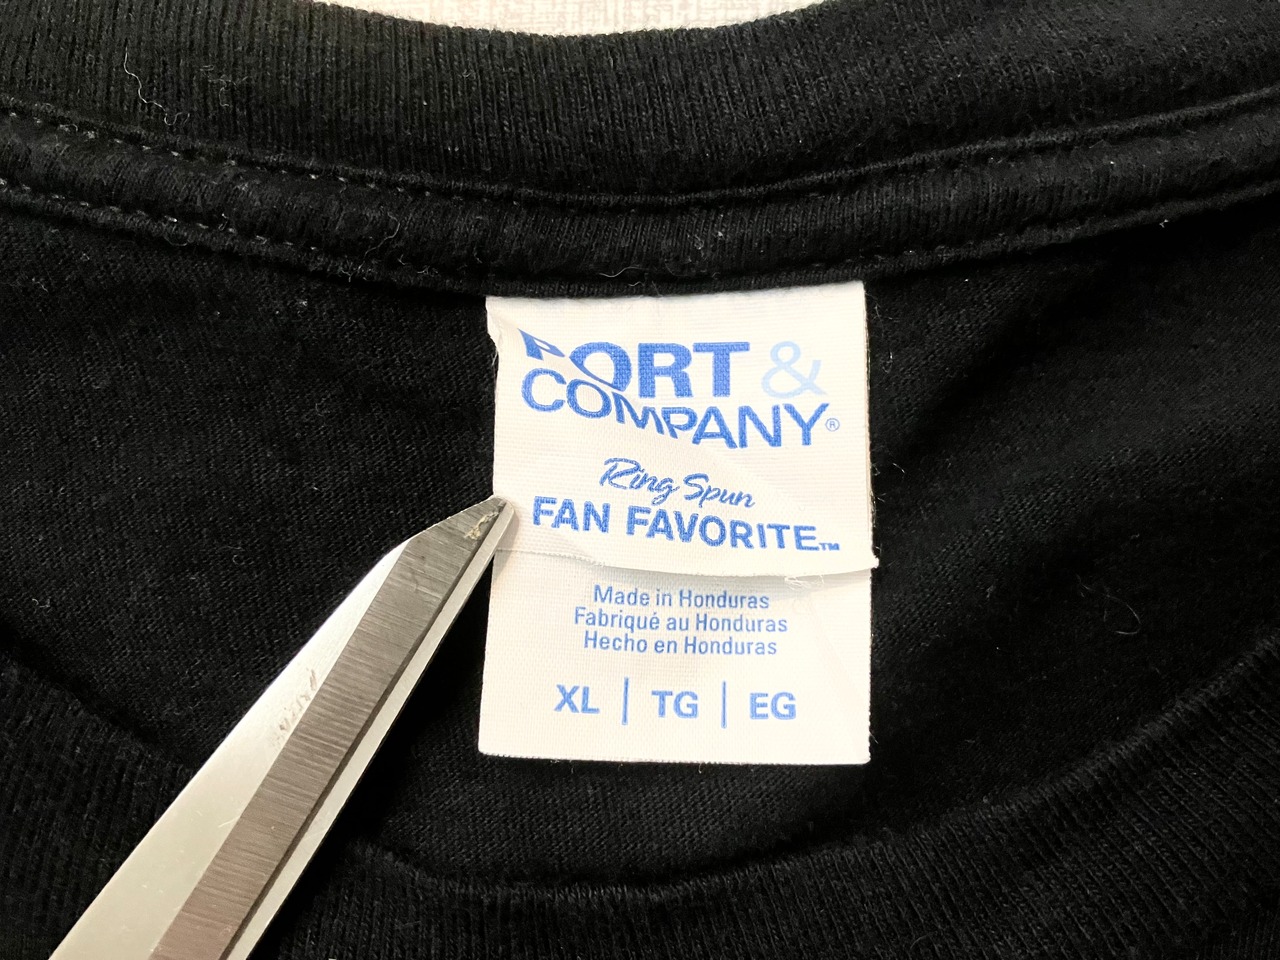 PORT &
COMPANY®
Ring Spun
FAN FAVORITE™
Made in Honduras
Fabriqué au Honduras
Hecho en Honduras
XL | TG | EG